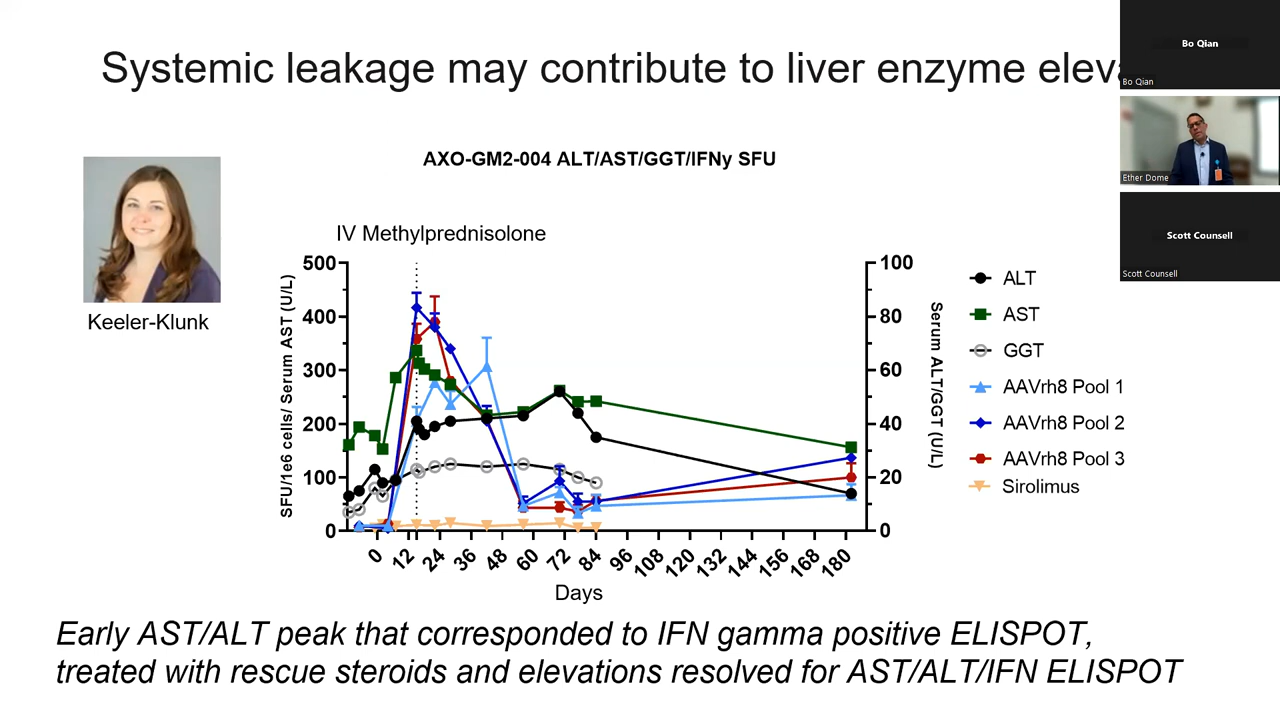 Systemic leakage may contribute to liver enzyme eleva
Bo Qian
Bo Qian
Ether Dome
Scott Counsell
Scott Counsell
Keeler-Klunk
AXO-GM2-004 ALT/AST/GGT/IFNy SFU
IV Methylprednisolone
SFU/1e6 cells/ Serum AST (U/L)
500
400
300
200
100
0
100
80
60
40
20
0
Serum ALT/GGT (U/L)
0 12 24 36 48 60 72 84 96 108 120 132 144 156 168 180
Days
ALT
AST
GGT
AAVrh8 Pool 1
AAVrh8 Pool 2
AAVrh8 Pool 3
Sirolimus
Early AST/ALT peak that corresponded to IFN gamma positive ELISPOT,
treated with rescue steroids and elevations resolved for AST/ALT/IFN ELISPOT